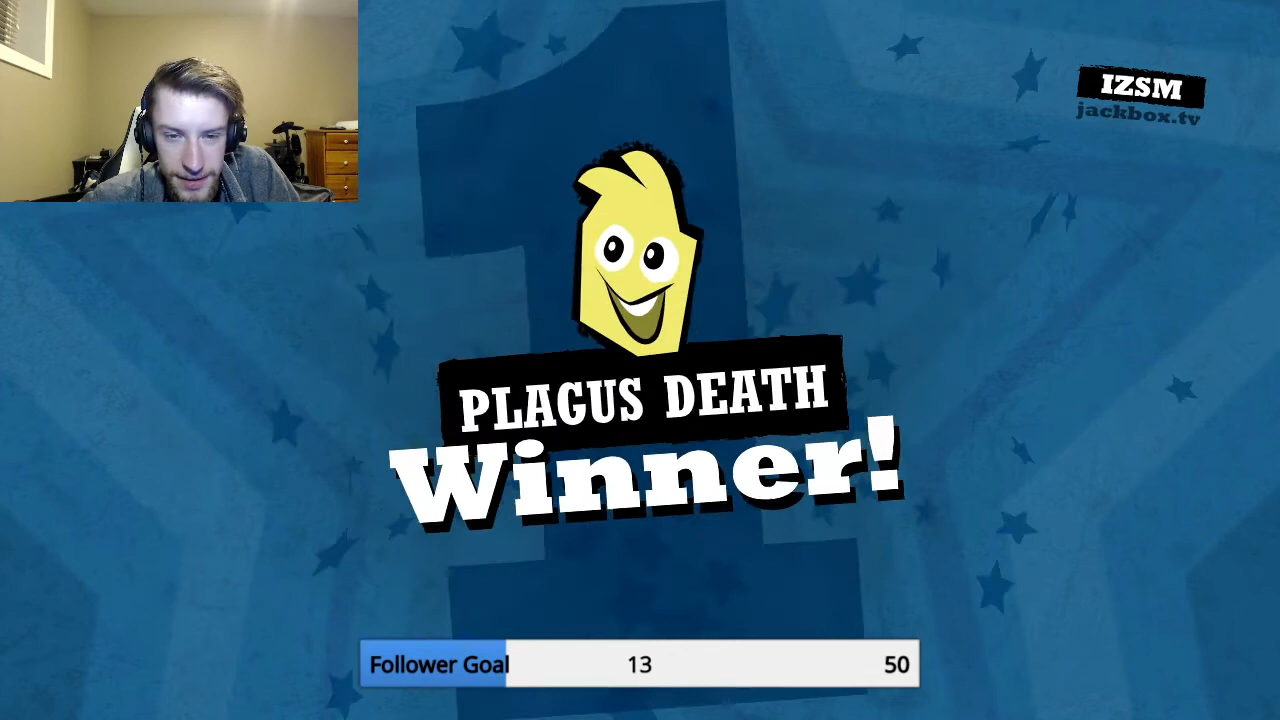 IZSM
jackbox.tv
PLAGUS DEATH
Winner!
Follower Goal 13 50